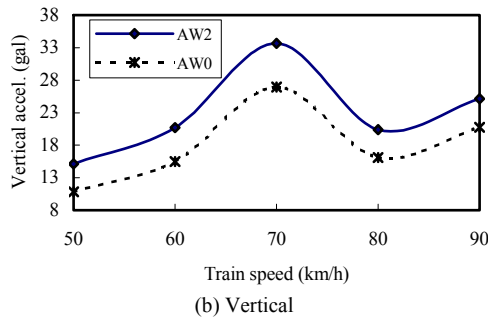 38
33
28
23
18
13
8
Vertical accel. (gal)
AW2
AW0
50 60 70 80 90
Train speed (km/h)
(b) Vertical